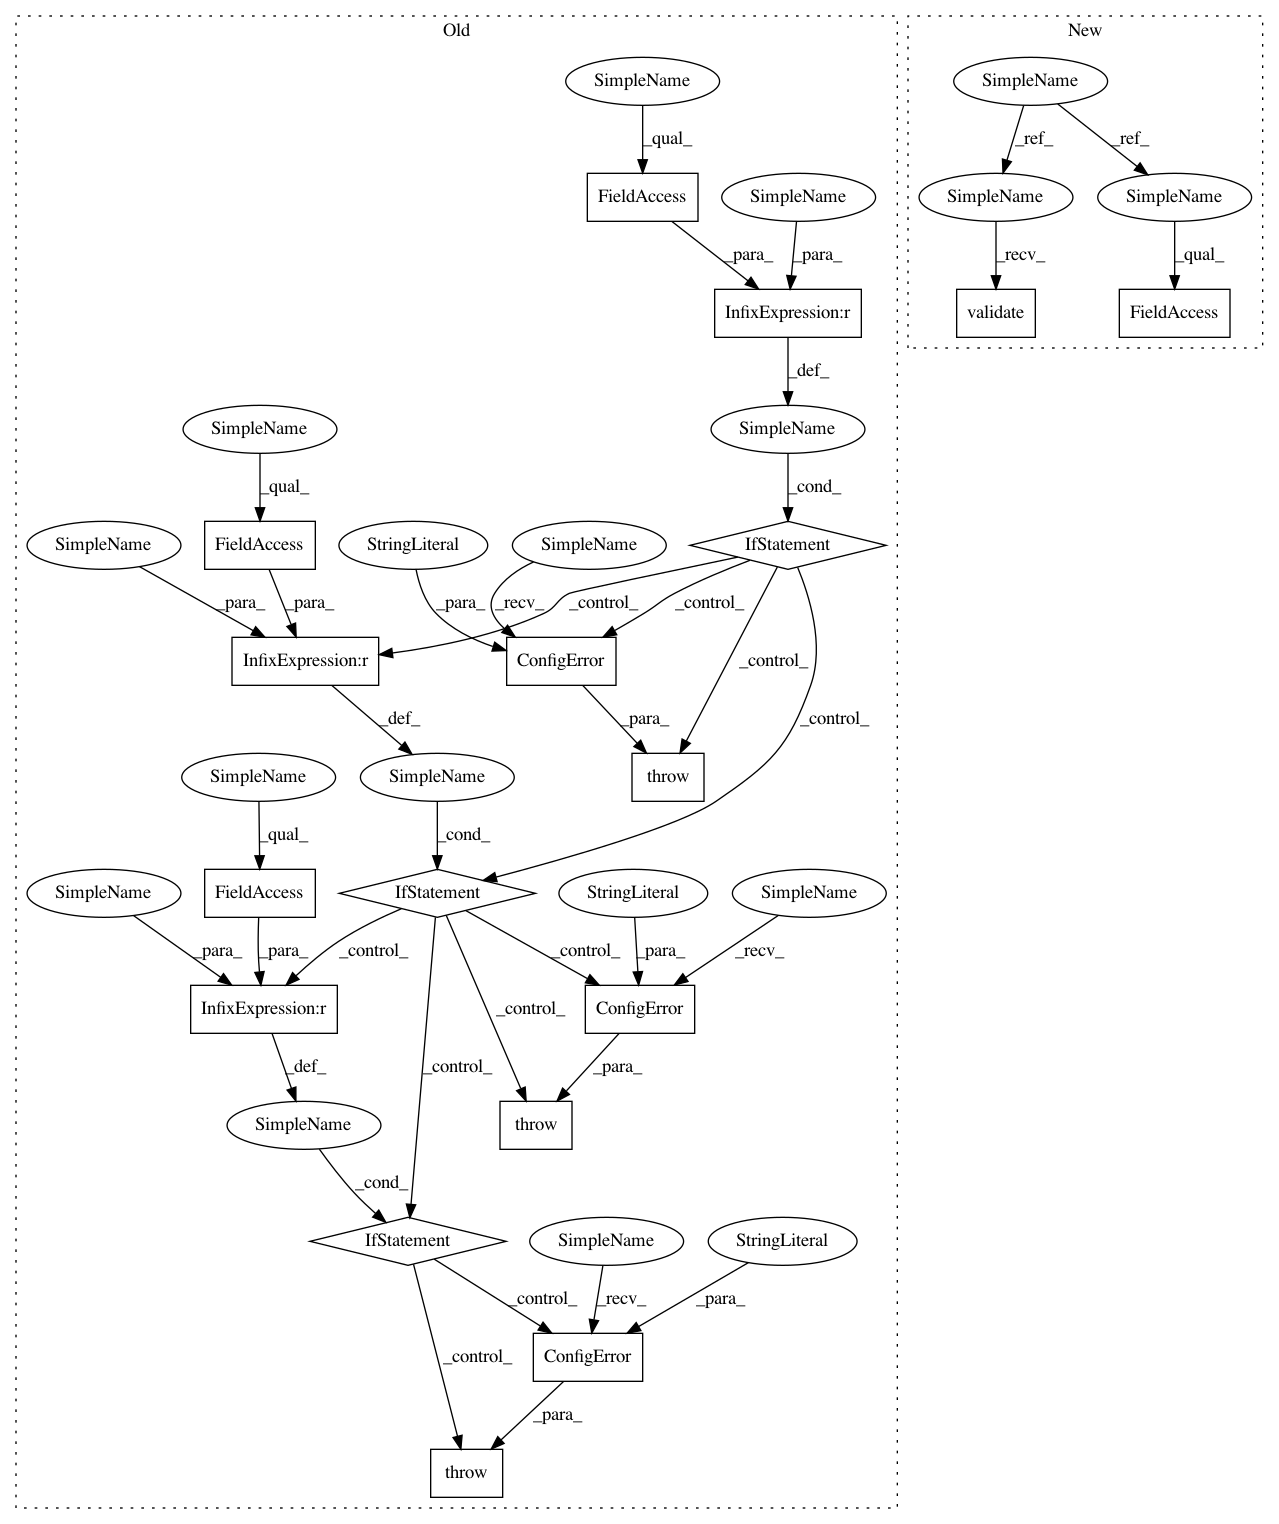 Old
New
SimpleName
SimpleName
_qual_
_ref_
_ref_
FieldAccess
SimpleName
SimpleName
SimpleName
_para_
_para_
_recv_
_qual_
InfixExpression:r
validate
FieldAccess
_def_
SimpleName
SimpleName
_qual_
_cond_
SimpleName
FieldAccess
StringLiteral
SimpleName
IfStatement
_para_
_para_
_para_
_recv_
_control_
_control_
InfixExpression:r
ConfigError
_control_
_def_
_para_
_control_
SimpleName
SimpleName
throw
_qual_
_cond_
SimpleName
FieldAccess
IfStatement
StringLiteral
SimpleName
_para_
_para_
_control_
_control_
_para_
_recv_
InfixExpression:r
_control_
ConfigError
_def_
_control_
_para_
SimpleName
throw
_cond_
IfStatement
SimpleName
StringLiteral
_control_
_recv_
_para_
_control_
ConfigError
_para_
throw